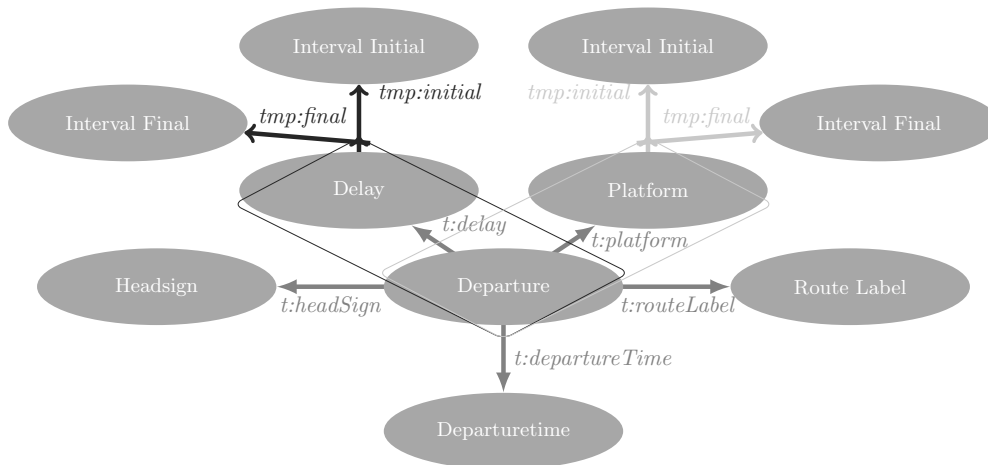 Interval Initial
Interval Initial
tmp:initial
tmp:initial
tmp:final
tmp:final
Interval Final
Interval Final
Delay
Platform
t:delay
t:platform
Headsign
Departure
Route Label
t:headSign
t:routeLabel
t:departureTime
Departuretime